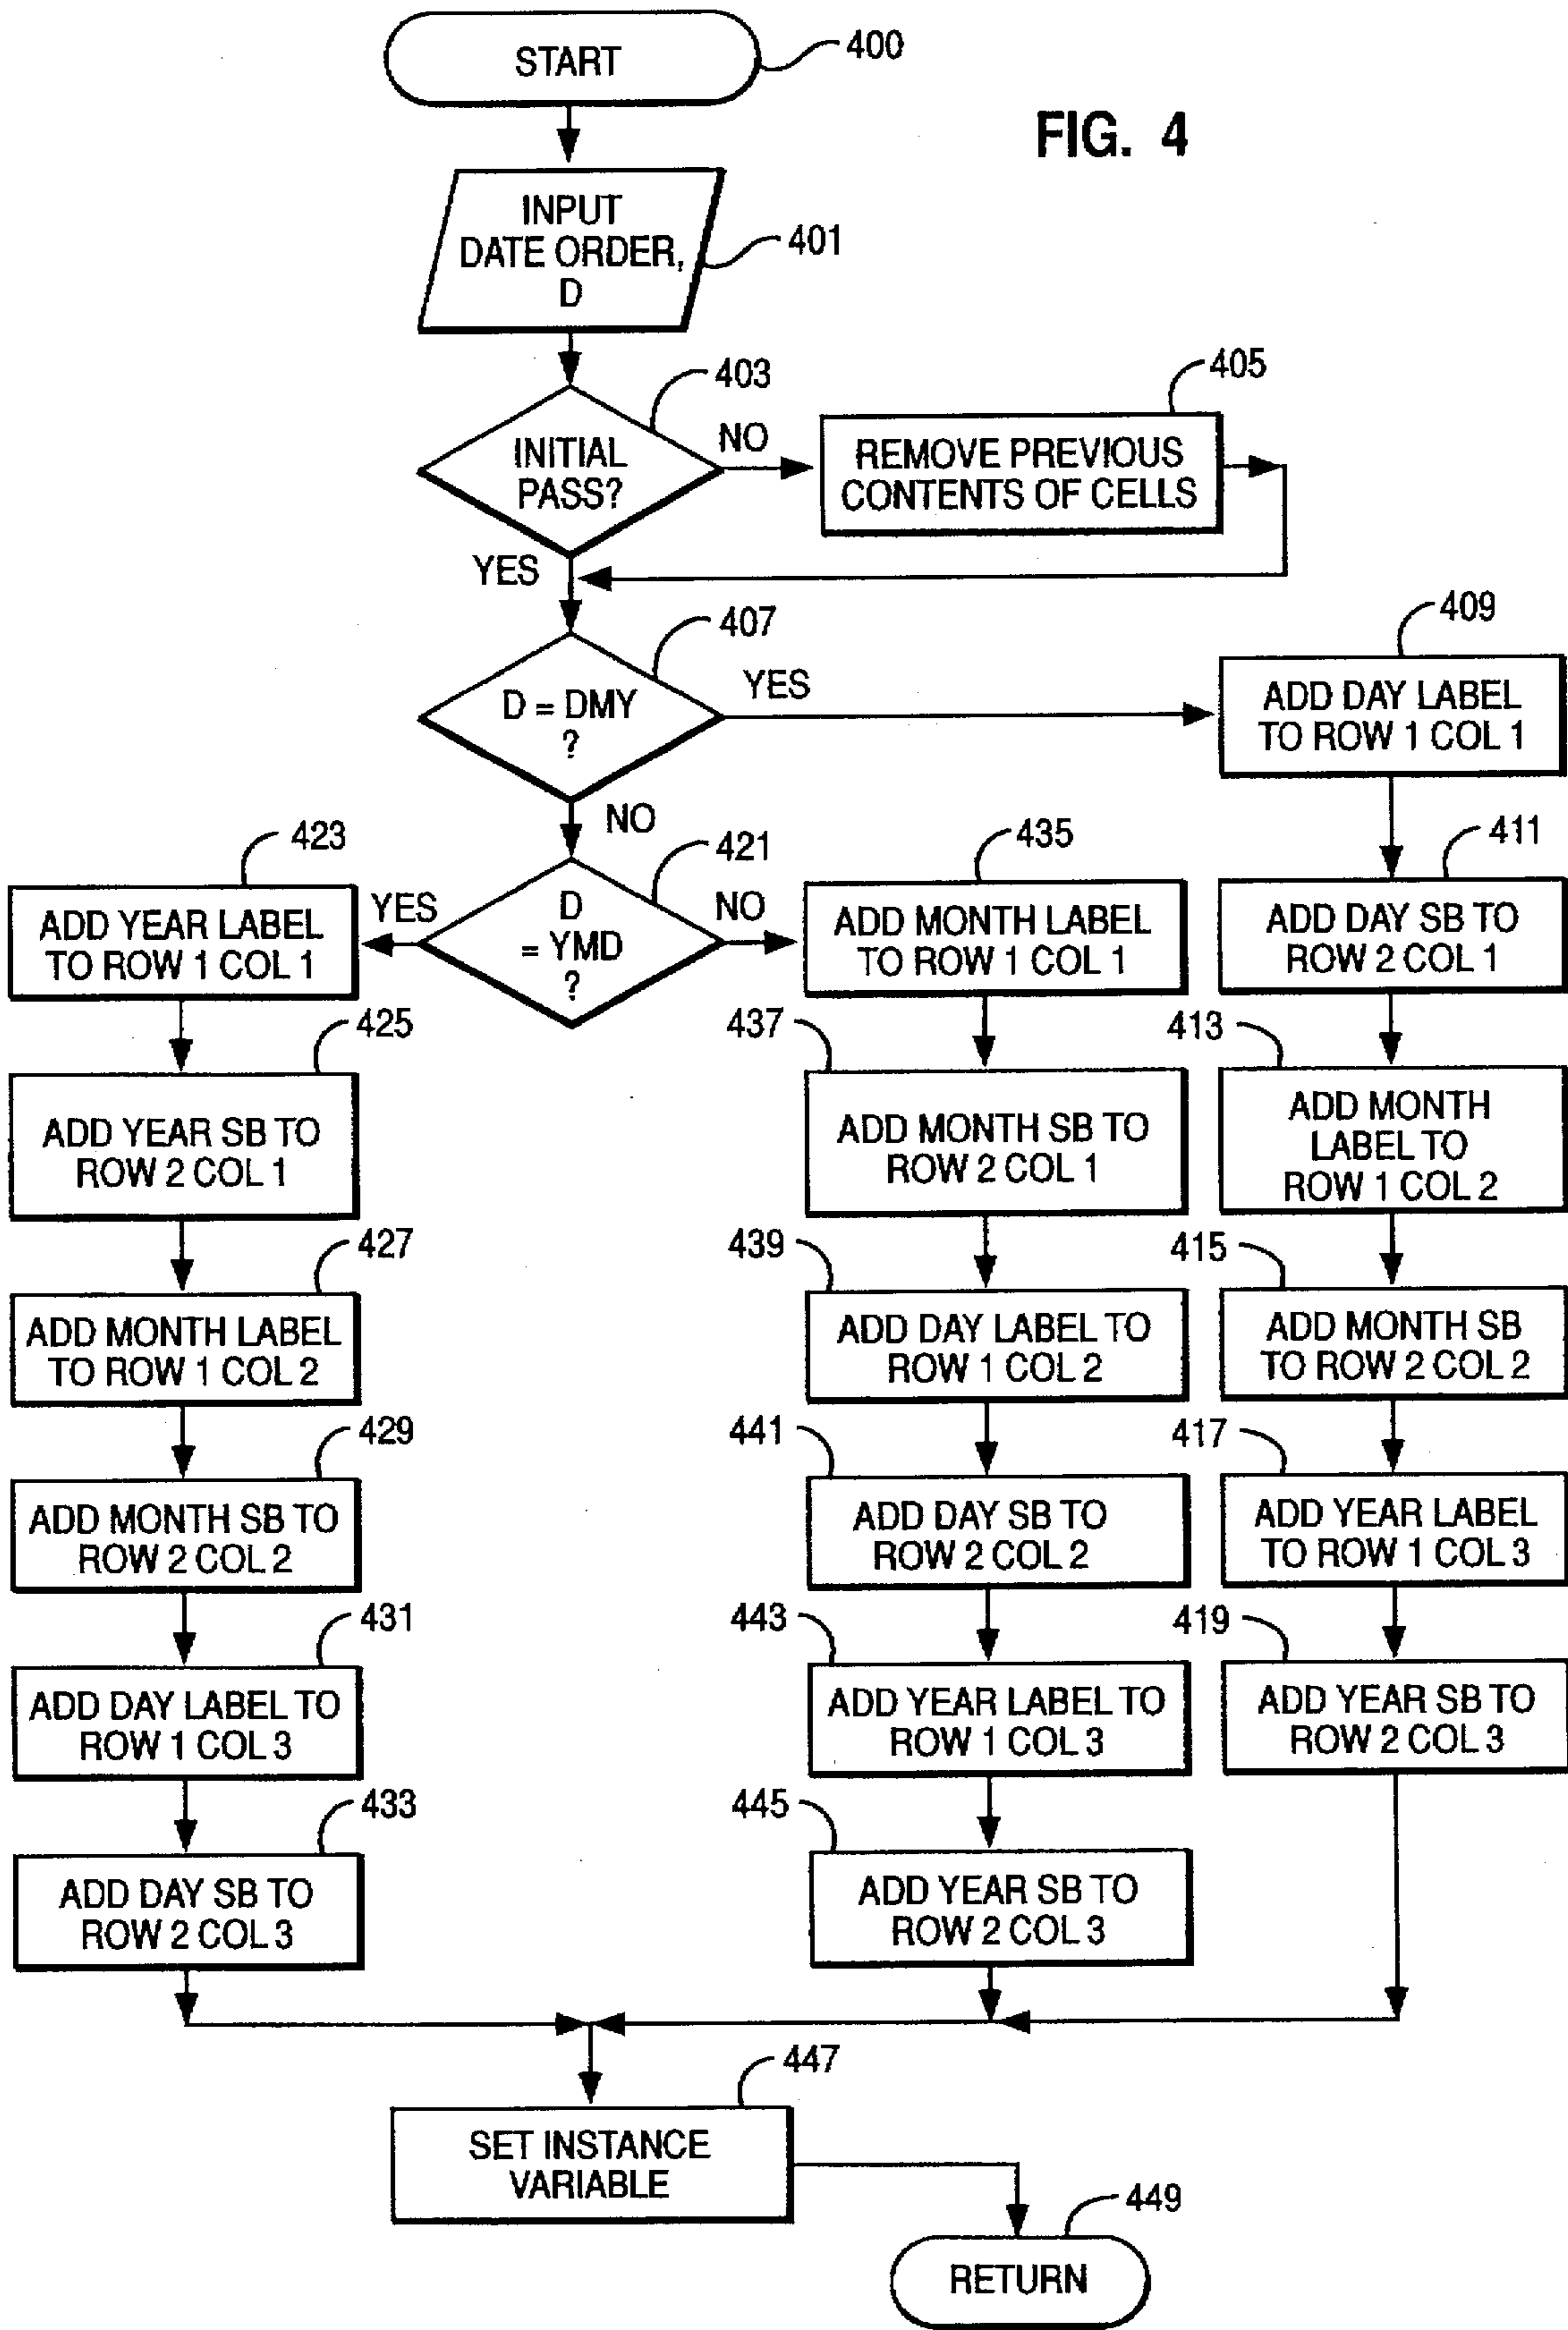 START
400
FIG. 4
INPUT
DATE ORDER,
D
401
403
INITIAL
PASS?
NO
405
REMOVE PREVIOUS
CONTENTS OF CELLS
YES
407
D = DMY
?
YES
NO
409
ADD DAY LABEL
TO ROW 1 COL 1
411
ADD DAY SB TO
ROW 2 COL 1
413
ADD MONTH
LABEL TO
ROW 1 COL 2
415
ADD MONTH SB
TO ROW 2 COL 2
417
ADD YEAR LABEL
TO ROW 1 COL 3
419
ADD YEAR SB TO
ROW 2 COL 3
421
D
= YMD
?
YES
NO
423
ADD YEAR LABEL
TO ROW 1 COL 1
425
ADD YEAR SB TO
ROW 2 COL 1
427
ADD MONTH LABEL
TO ROW 1 COL 2
429
ADD MONTH SB TO
ROW 2 COL 2
431
ADD DAY LABEL TO
ROW 1 COL 3
433
ADD DAY SB TO
ROW 2 COL 3
435
ADD MONTH LABEL
TO ROW 1 COL 1
437
ADD MONTH SB TO
ROW 2 COL 1
439
ADD DAY LABEL TO
ROW 1 COL 2
441
ADD DAY SB TO
ROW 2 COL 2
443
ADD YEAR LABEL TO
ROW 1 COL 3
445
ADD YEAR SB TO
ROW 2 COL 3
447
SET INSTANCE
VARIABLE
449
RETURN